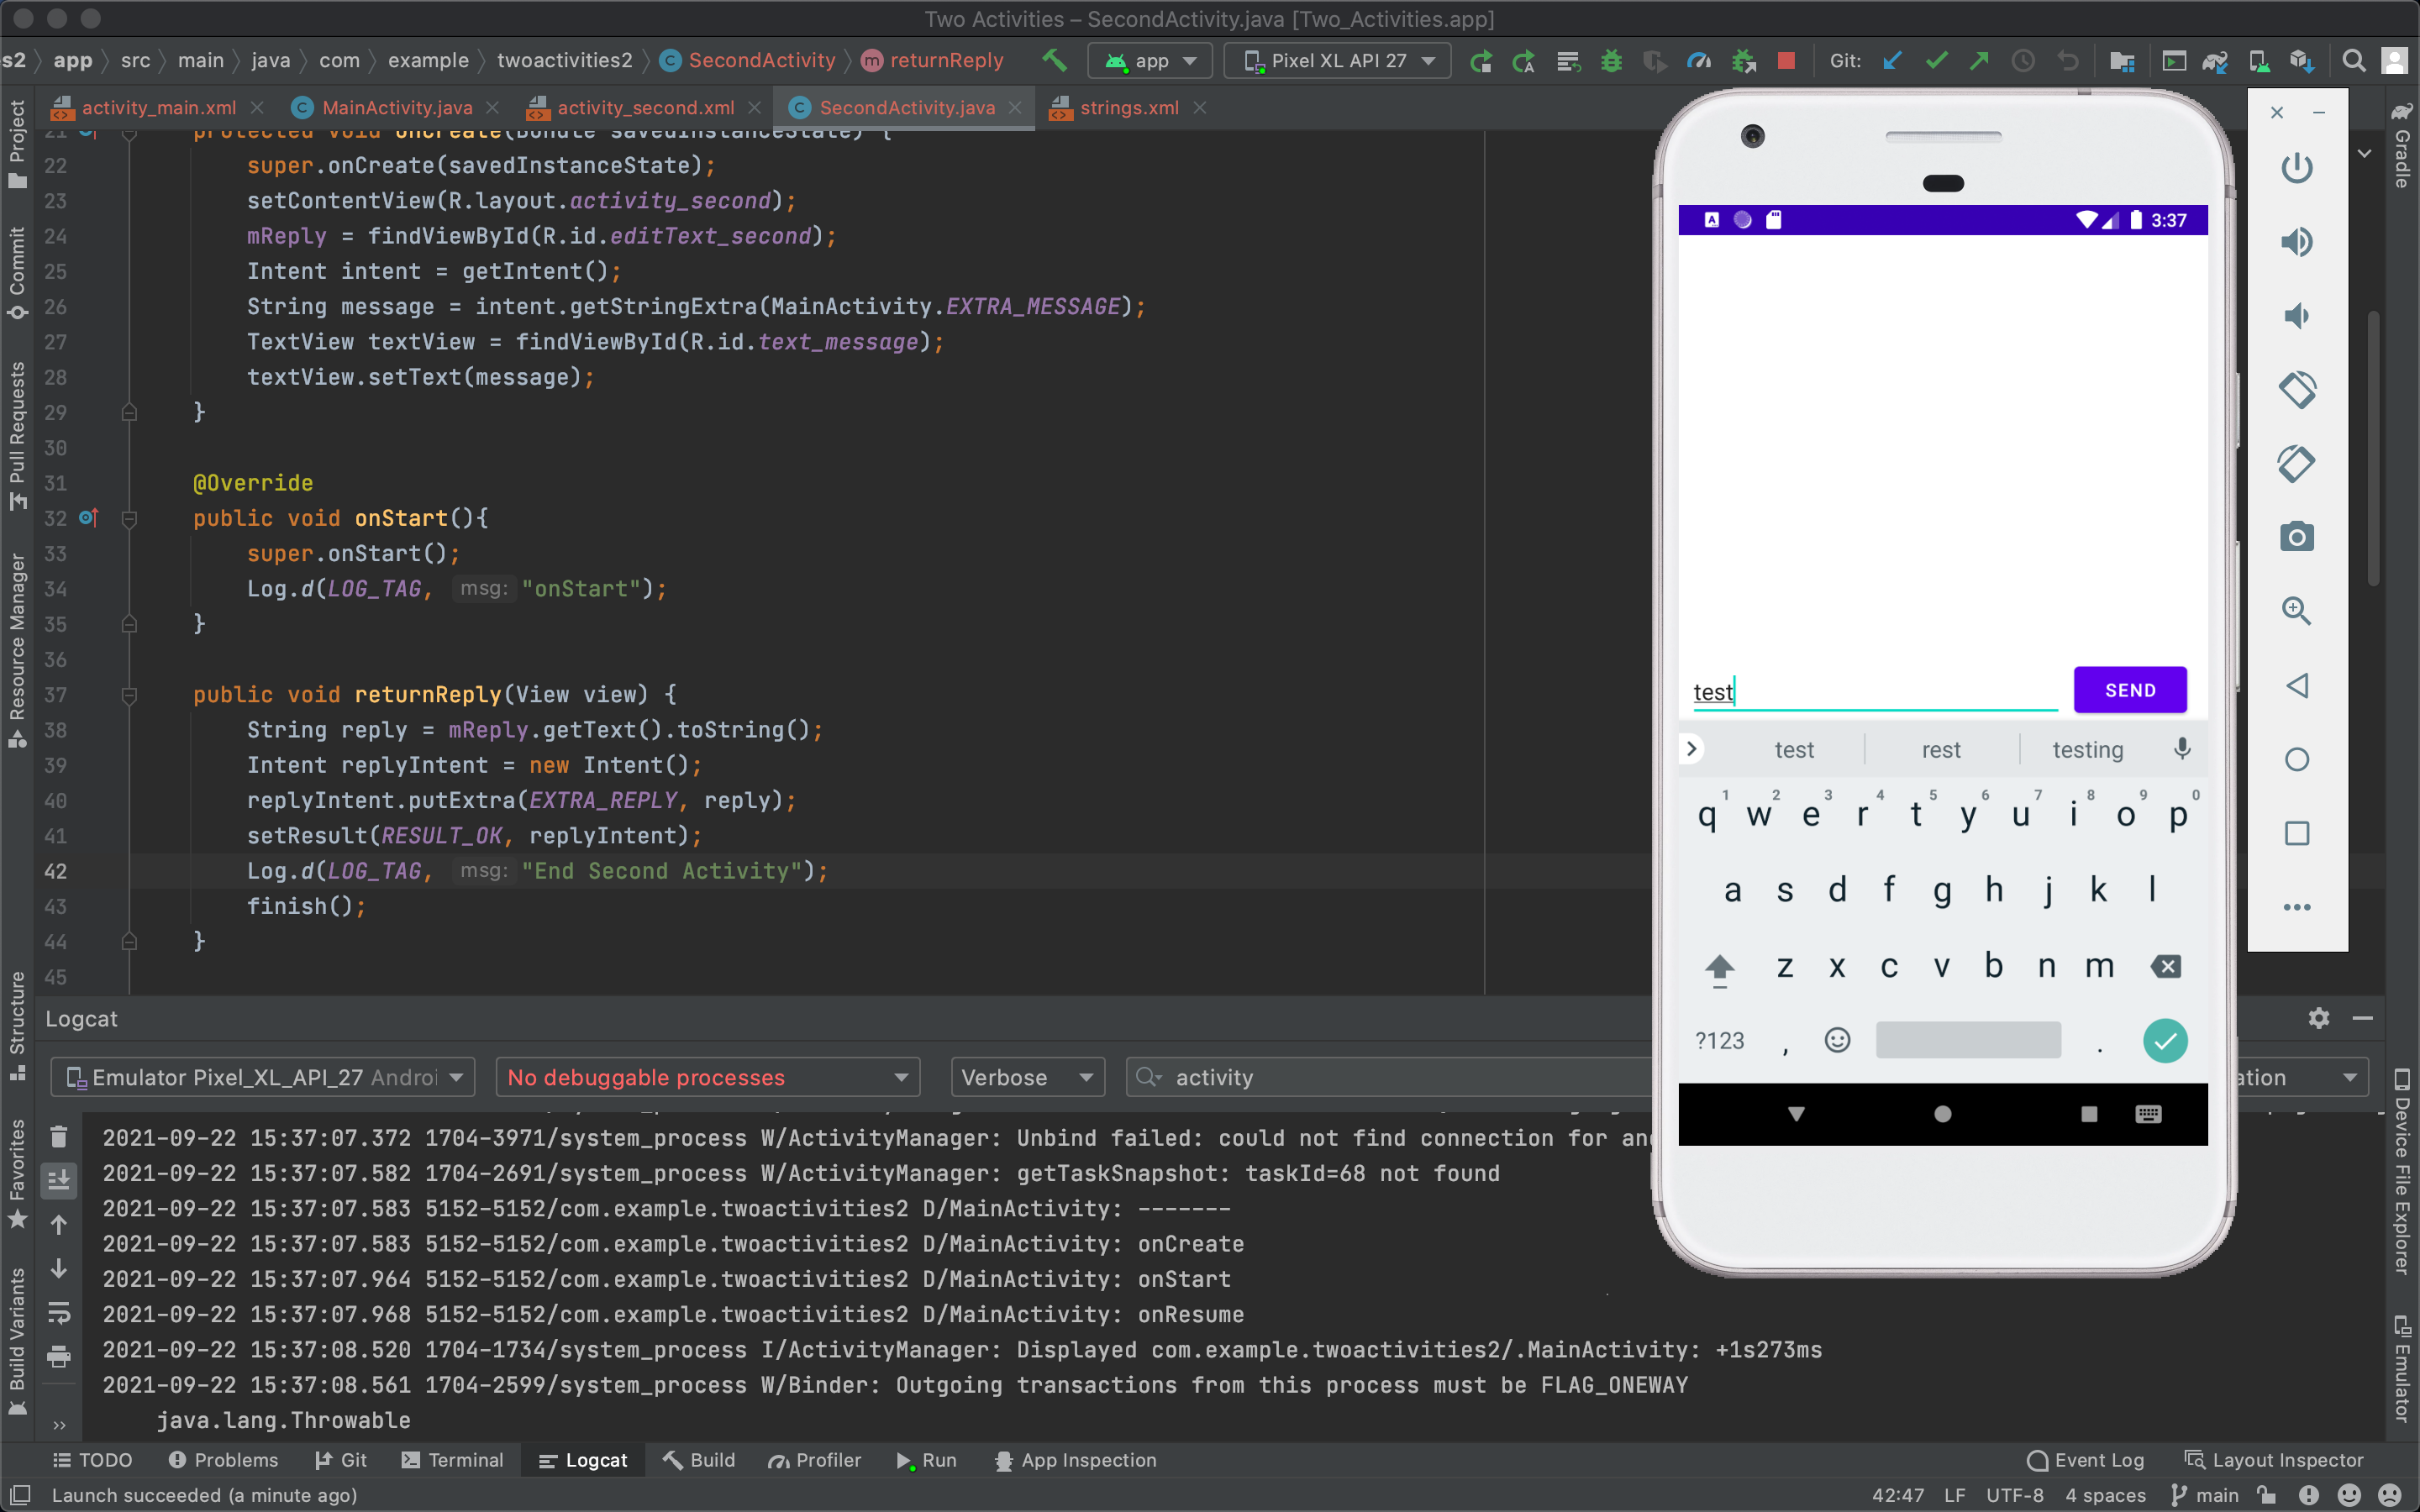 Two Activities – SecondActivity.java [Two_Activities.app]
s2 app src main java com example twoactivities2 SecondActivity returnReply app Pixel XL API 27 Git:
activity_main.xml MainActivity.java activity_second.xml SecondActivity.java strings.xml
21 protected void onCreate(Bundle savedInstanceState) {
22 super.onCreate(savedInstanceState);
23 setContentView(R.layout.activity_second);
24 mReply = findViewById(R.id.editText_second);
25 Intent intent = getIntent();
26 String message = intent.getStringExtra(MainActivity.EXTRA_MESSAGE);
27 TextView textView = findViewById(R.id.text_message);
28 textView.setText(message);
29 }
30
31 @Override
32 public void onStart(){
33 super.onStart();
34 Log.d(LOG_TAG, msg: "onStart");
35 }
36
37 public void returnReply(View view) {
38 String reply = mReply.getText().toString();
39 Intent replyIntent = new Intent();
40 replyIntent.putExtra(EXTRA_REPLY, reply);
41 setResult(RESULT_OK, replyIntent);
42 Log.d(LOG_TAG, msg: "End Second Activity");
43 finish();
44 }
45
Project
Commit
Pull Requests
Resource Manager
Structure
Favorites
Build Variants
Gradle
Device File Explorer
Emulator
3:37
test
SEND
test rest testing
q 1 w 2 e 3 r 4 t 5 y 6 u 7 i 8 o 9 p 0
a s d f g h j k l
z x c v b n m
?123 , .
Logcat
Emulator Pixel_XL_API_27 Androi No debuggable processes Verbose activity ation
2021-09-22 15:37:07.372 1704-3971/system_process W/ActivityManager: Unbind failed: could not find connection for an
2021-09-22 15:37:07.582 1704-2691/system_process W/ActivityManager: getTaskSnapshot: taskId=68 not found
2021-09-22 15:37:07.583 5152-5152/com.example.twoactivities2 D/MainActivity: -------
2021-09-22 15:37:07.583 5152-5152/com.example.twoactivities2 D/MainActivity: onCreate
2021-09-22 15:37:07.964 5152-5152/com.example.twoactivities2 D/MainActivity: onStart
2021-09-22 15:37:07.968 5152-5152/com.example.twoactivities2 D/MainActivity: onResume
2021-09-22 15:37:08.520 1704-1734/system_process I/ActivityManager: Displayed com.example.twoactivities2/.MainActivity: +1s273ms
2021-09-22 15:37:08.561 1704-2599/system_process W/Binder: Outgoing transactions from this process must be FLAG_ONEWAY
java.lang.Throwable
TODO Problems Git Terminal Logcat Build Profiler Run App Inspection Event Log Layout Inspector
Launch succeeded (a minute ago) 42:47 LF UTF-8 4 spaces main